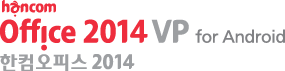 hancom
Office 2014 VP for Android
한컴오피스 2014